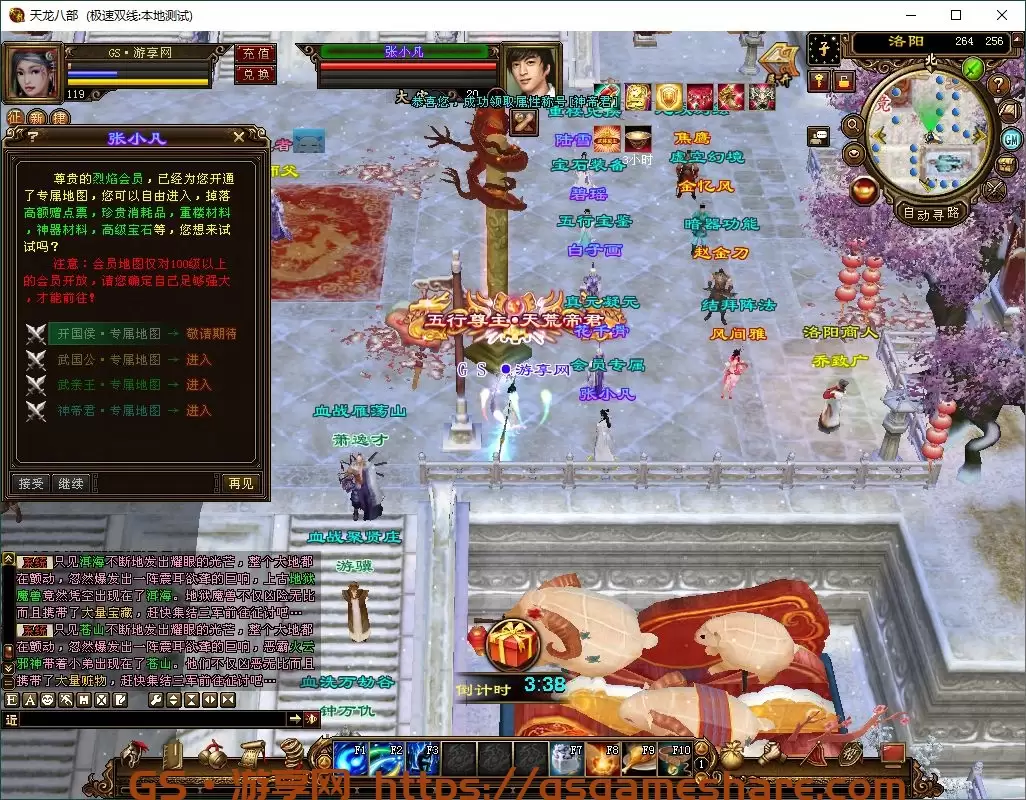 天龙八部 (极速双线:本地测试)
GS·游享网
充值
兑换
119
张小凡
恭喜您，成功领取属性称号[神帝君]
洛阳 264 256
北
GM
自动寻路
征 新
张小凡
尊贵的烈焰会员，已经为您开通
了专属地图，您可以自由进入，掉落
高额赠点票，珍贵消耗品，重楼材料
，神器材料，高级宝石等，您想来试
试吗？
注意：会员地图仅对100级以上
的会员开放，请您确定自己足够强大
，才能前往！
开国侯·专属地图 → 敬请期待
武国公·专属地图 → 进入
武亲王·专属地图 → 进入
神帝君·专属地图 → 进入
接受
继续
再见
陆雪
3小时
焦鹰
宝石装备
虚空幻境
碧瑶
金忆风
五行宝鉴
暗器功能
白子画
赵金刀
真元凝元
结拜阵法
五行尊主·天荒帝君
花千骨
风间雅
洛阳商人
乔致广
GS●游享网
会员专属
张小凡
血战雁荡山
萧逸才
血战聚贤庄
游骥
血洗万劫谷
钟万仇
只见洱海不断地发出耀眼的光芒，整个大地都
在颤动，忽然爆发出一阵震耳欲聋的巨响，上古地狱
魔兽竟然凭空出现在了洱海。地狱魔兽不仅凶险无比
而且携带了大量宝藏，赶快集结三军前往征讨吧…
只见苍山不断地发出耀眼的光芒，整个大地都
在颤动，忽然爆发出一阵震耳欲聋的巨响，恶霸火云
邪神带着小弟出现在了苍山。他们不仅凶恶无比而且
携带了大量赃物，赶快集结三军前往征讨吧…
倒计时 3:38
近
F1 F2 F3 F7 F8 F9 F10
1
GS·游享网 https://gsgameshare.com